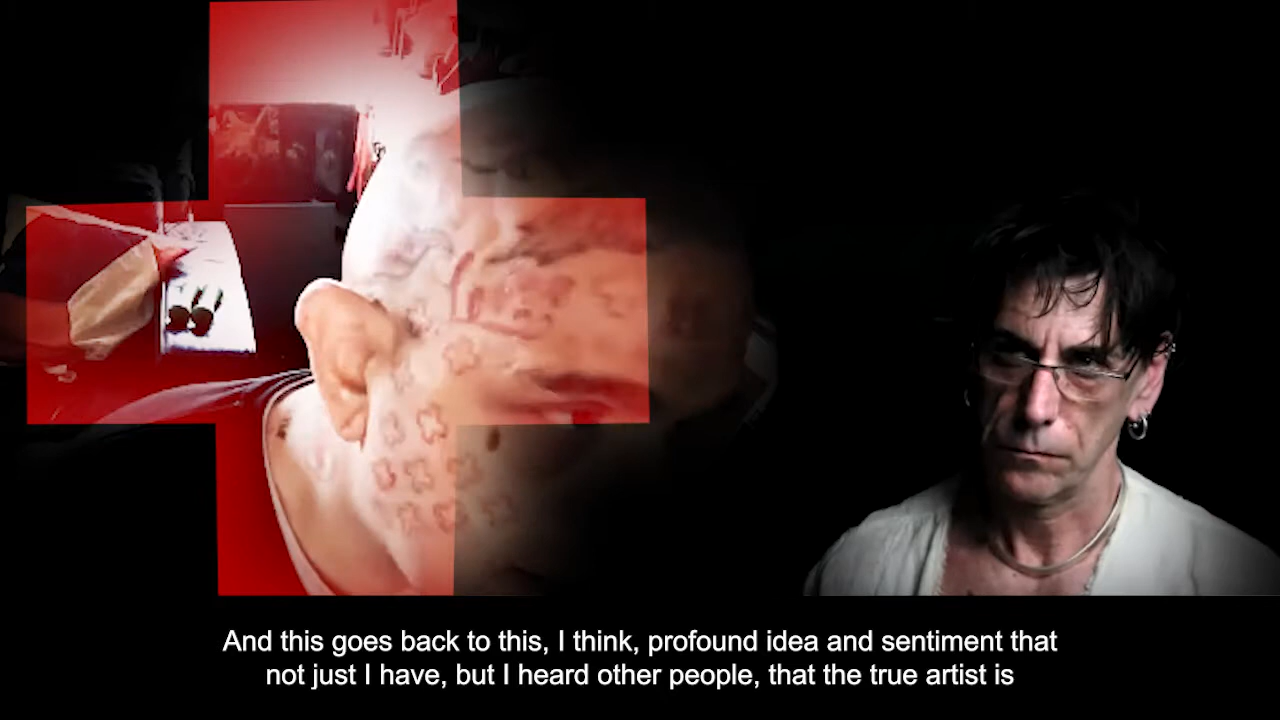 And this goes back to this, I think, profound idea and sentiment that
not just I have, but I heard other people, that the true artist is